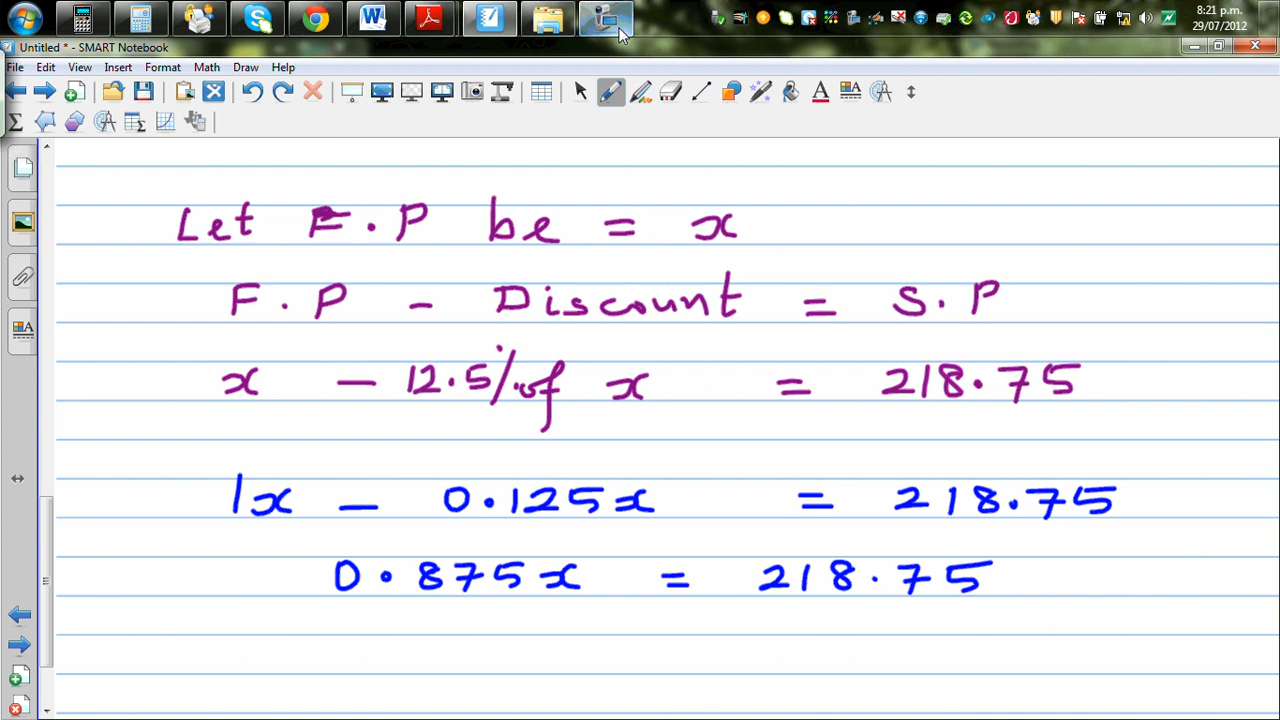 8:21 p.m.
29/07/2012
Untitled * - SMART Notebook
File Edit View Insert Format Math Draw Help
Let F.P be = x
F.P - Discount = S.P
x - 12.5% of x = 218.75
1x - 0.125x = 218.75
0.875x = 218.75